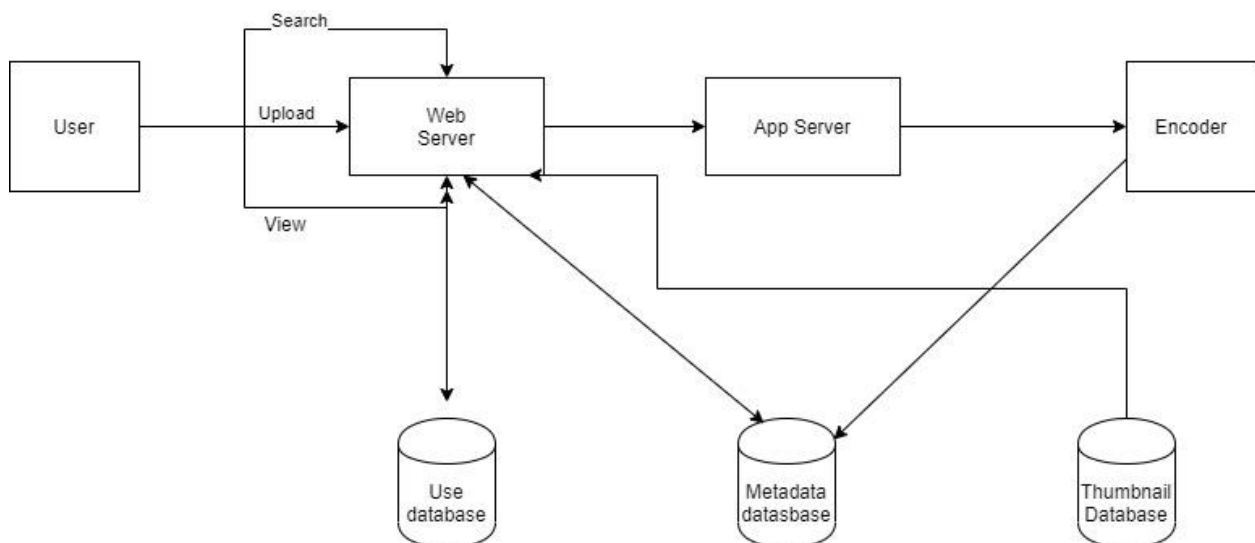 Search
User
Upload
Web
Server
App Server
Encoder
View
Use
database
Metadata
datasbase
Thumbnail
Database